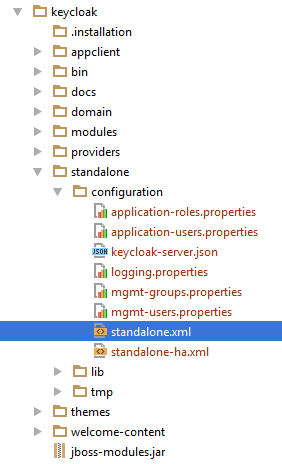 keycloak
.installation
appclient
bin
docs
domain
modules
providers
standalone
configuration
application-roles.properties
application-users.properties
keycloak-server.json
logging.properties
mgmt-groups.properties
mgmt-users.properties
standalone.xml
standalone-ha.xml
lib
tmp
themes
welcome-content
jboss-modules.jar